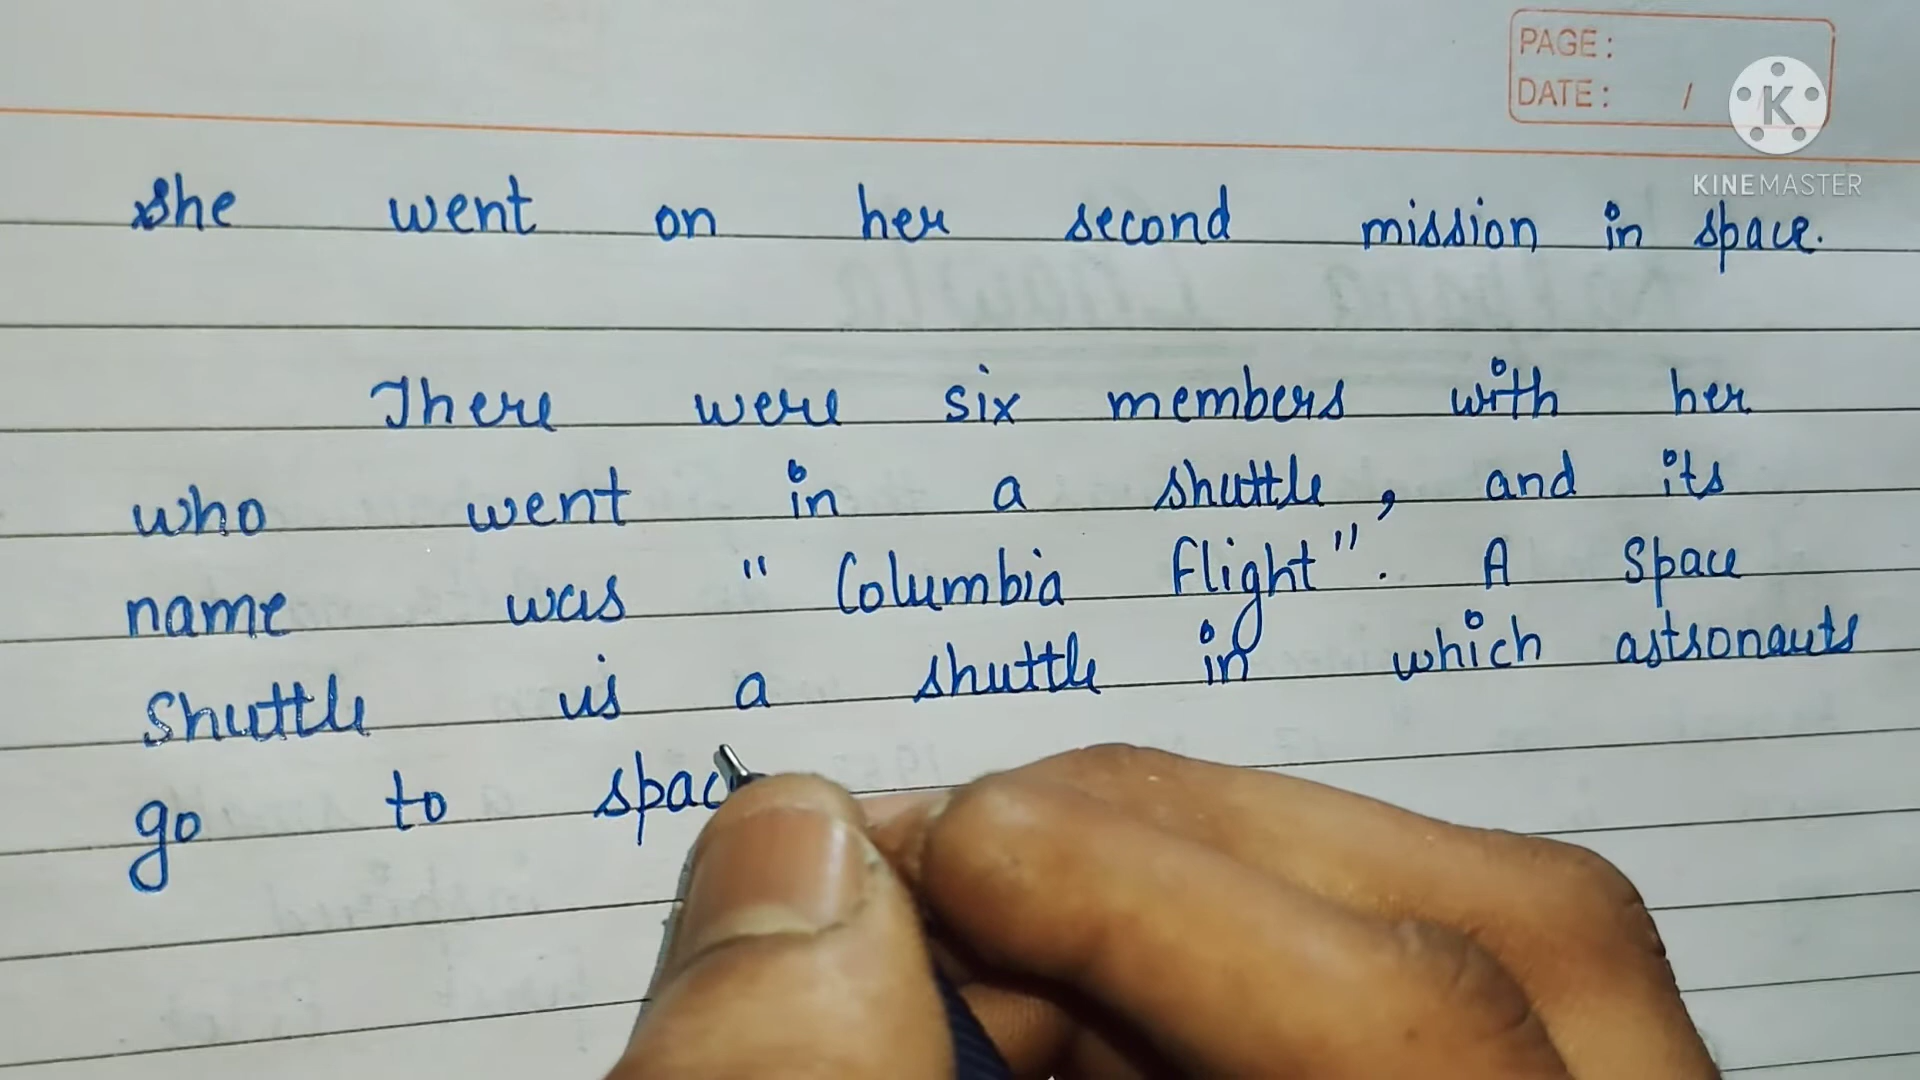 PAGE:
DATE: /
K
KINEMASTER
She went on her second mission in space.
There were six members with her
who went in a shuttle, and its
name was "Columbia Flight". A Space
Shuttle is a shuttle in which astronauts
go to spac